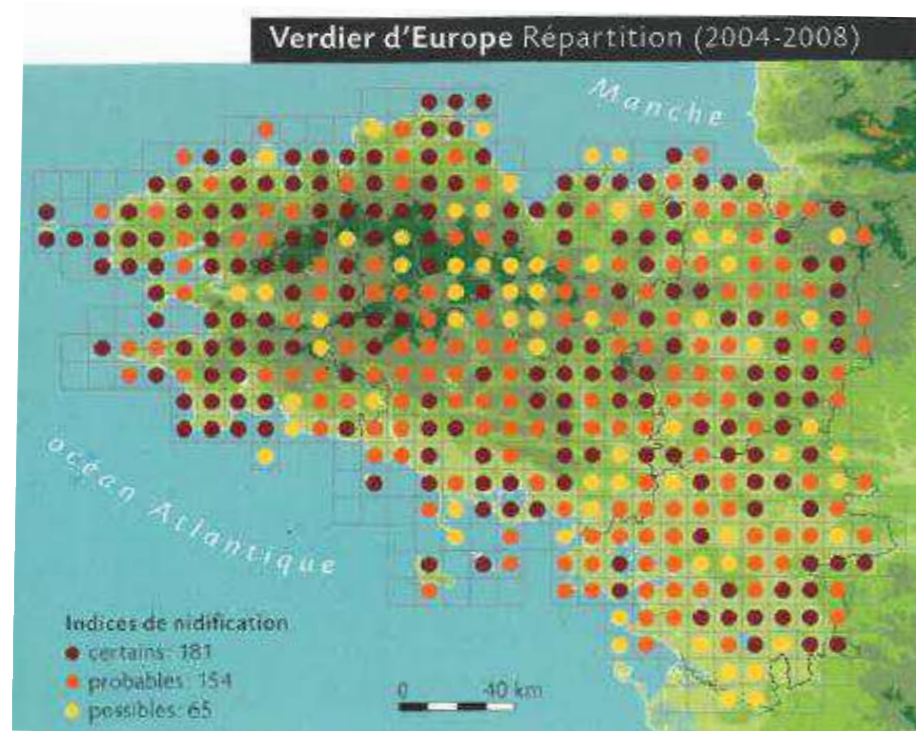 Verdier d'Europe Répartition (2004-2008)
Manche
océan Atlantique
Indices de nidification
certains: 181
probables: 154
possibles: 65
0 40 km